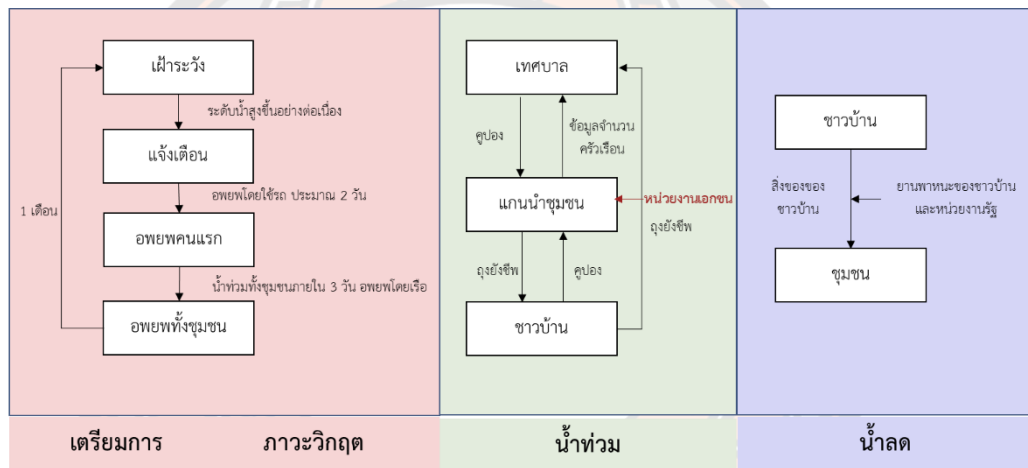 เฝ้าระวัง
ระดับน้ำสูงขึ้นอย่างต่อเนื่อง
แจ้งเตือน
อพยพโดยใช้รถ ประมาณ 2 วัน
1 เดือน
อพยพคนแรก
น้ำท่วมทั้งชุมชนภายใน 3 วัน อพยพโดยเรือ
อพยพทั้งชุมชน
เตรียมการ
ภาวะวิกฤต
เทศบาล
คูปอง
ข้อมูลจำนวน
ครัวเรือน
แกนนำชุมชน
หน่วยงานเอกชน
ถุงยังชีพ
ถุงยังชีพ
คูปอง
ชาวบ้าน
น้ำท่วม
ชาวบ้าน
สิ่งของของ
ชาวบ้าน
ยานพาหนะของชาวบ้าน
และหน่วยงานรัฐ
ชุมชน
น้ำลด